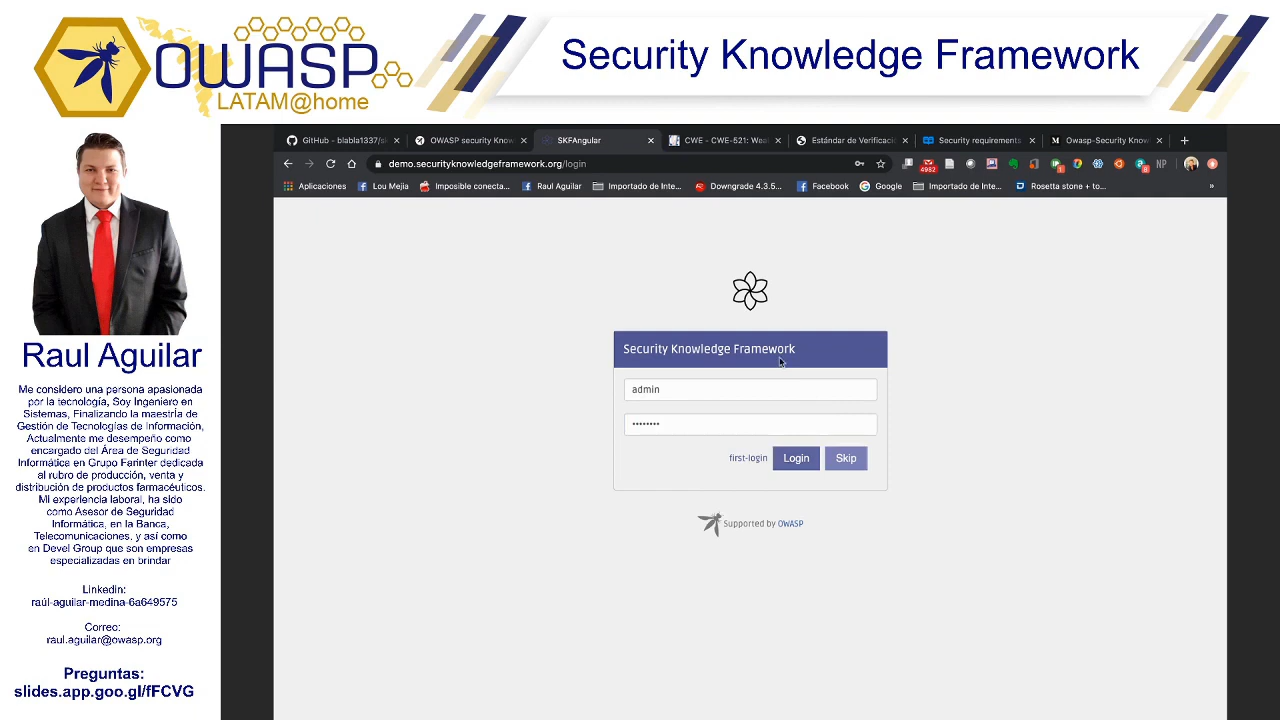 OWASP
LATAM@home
Security Knowledge Framework
GitHub - blabla1337/sk
OWASP security Know
SKFAngular
CWE - CWE-521: Wea
Estándar de Verificaci
Security requirements
Owasp-Security Know
demo.securityknowledgeframework.org/login
4982
NP
Aplicaciones
Lou Mejia
Imposible conecta...
Raul Aguilar
Importado de Inte...
Downgrade 4.3.5...
Facebook
Google
Importado de Inte...
Rosetta stone + to...
»
Security Knowledge Framework
admin
••••••••
first-login
Login
Skip
Supported by OWASP
Raul Aguilar
Me considero una persona apasionada
por la tecnología, Soy Ingeniero en
Sistemas, Finalizando la maestría de
Gestión de Tecnologías de Información,
Actualmente me desempeño como
encargado del Área de Seguridad
Informática en Grupo Farinter dedicada
al rubro de producción, venta y
distribución de productos farmacéuticos.
Mi experiencia laboral, ha sido
como Asesor de Seguridad
Informática, en la Banca,
Telecomunicaciones, y así como
en Devel Group que son empresas
especializadas en brindar
Linkedin:
raúl-aguilar-medina-6a649575
Correo:
raul.aguilar@owasp.org
Preguntas:
slides.app.goo.gl/fFCVG